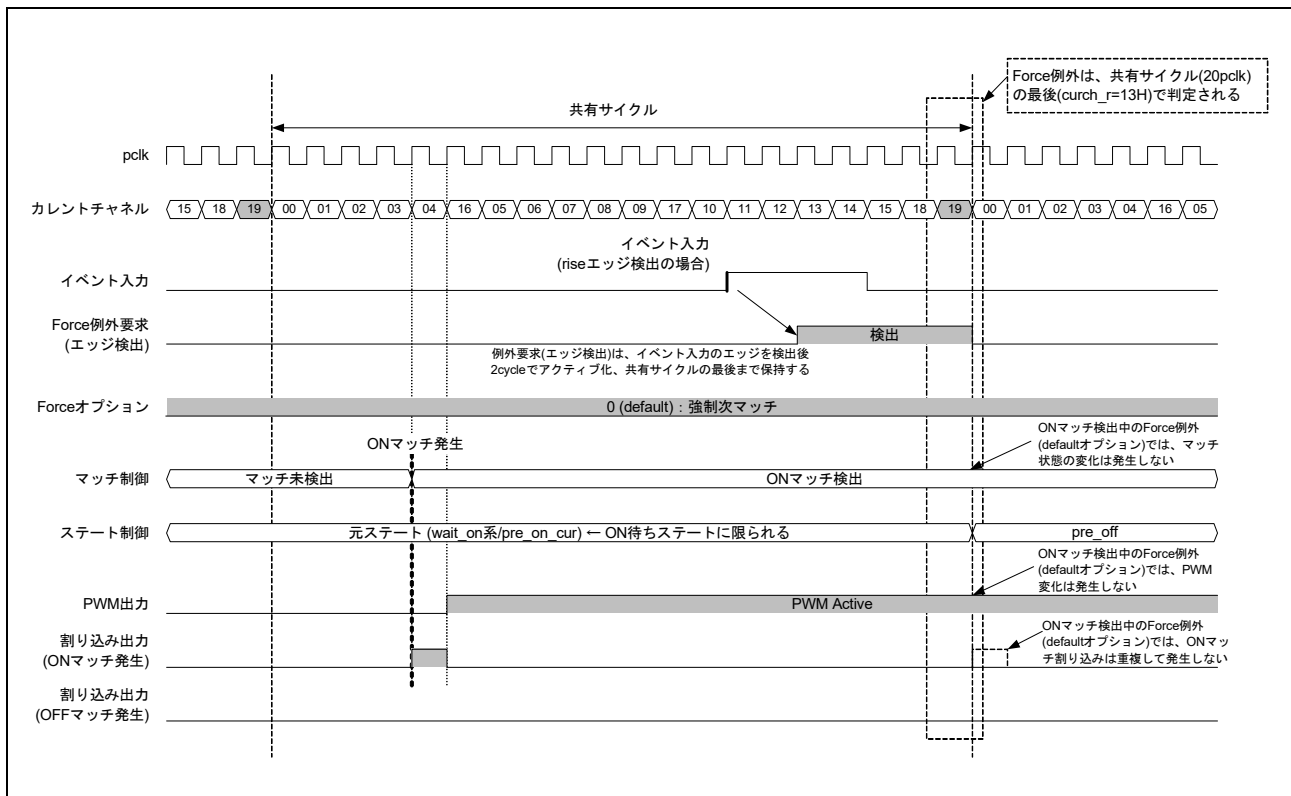 Force例外は、共有サイクル(20pclk)
の最後(curch_r=13H)で判定される
共有サイクル
pclk
カレントチャネル
15 18 19 00 01 02 03 04 16 05 06 07 08 09 17 10 11 12 13 14 15 18 19 00 01 02 03 04 16 05
イベント入力
(riseエッジ検出の場合)
イベント入力
Force例外要求
(エッジ検出)
検出
例外要求(エッジ検出)は、イベント入力のエッジを検出後
2cycleでアクティブ化、共有サイクルの最後まで保持する
Forceオプション
0 (default) : 強制次マッチ
ONマッチ発生
ONマッチ検出中のForce例外
(defaultオプション)では、マッチ
状態の変化は発生しない
マッチ制御
マッチ未検出
ONマッチ検出
ステート制御
元ステート (wait_on系/pre_on_cur) ← ON待ちステートに限られる
pre_off
ONマッチ検出中のForce例外
(defaultオプション)では、PWM
変化は発生しない
PWM出力
PWM Active
割り込み出力
(ONマッチ発生)
ONマッチ検出中のForce例外
(defaultオプション)では、ONマッ
チ割り込みは重複して発生しない
割り込み出力
(OFFマッチ発生)